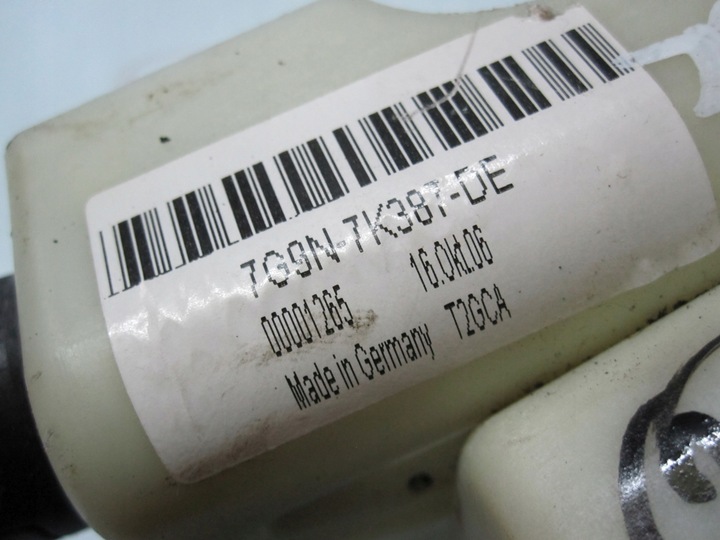 7G9N-7K387-DE
00001265 16.Okt.06
Made in Germany T2GCA